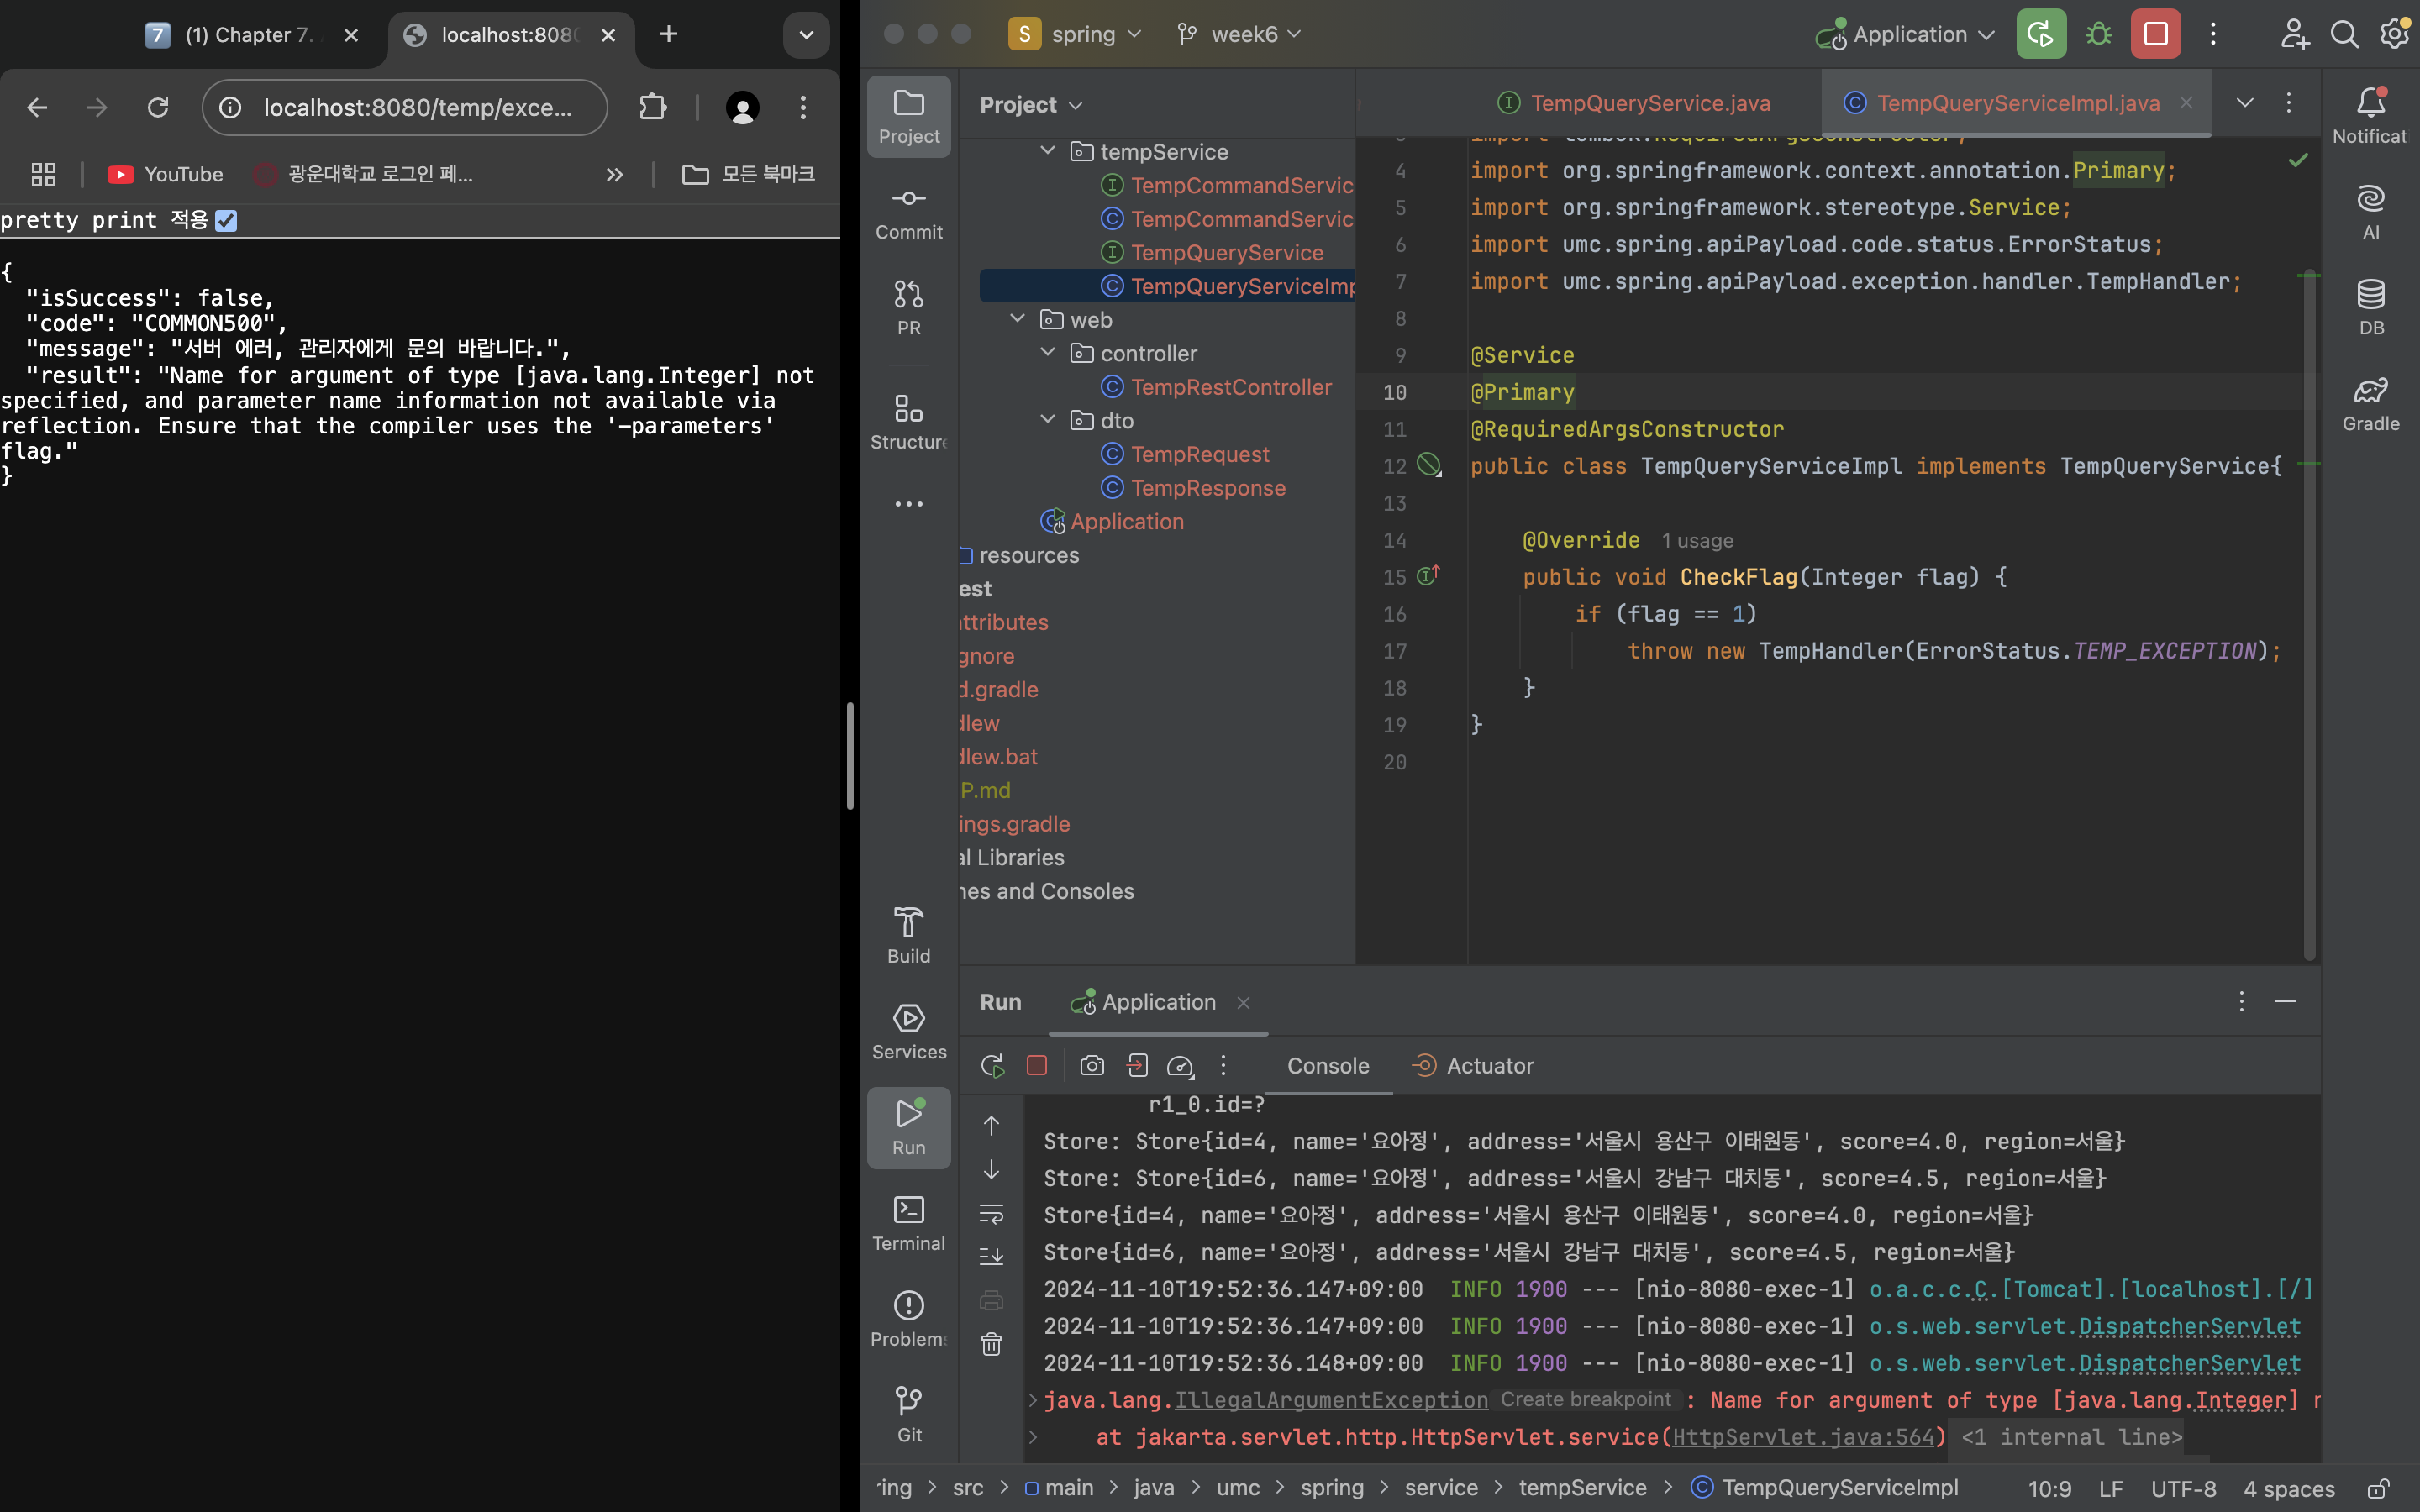 (1) Chapter 7.
localhost:8080
localhost:8080/temp/exce...
YouTube
광운대학교 로그인 페...
모든 북마크
pretty print 적용
{
"isSuccess": false,
"code": "COMMON500",
"message": "서버 에러, 관리자에게 문의 바랍니다.",
"result": "Name for argument of type [java.lang.Integer] not
specified, and parameter name information not available via
reflection. Ensure that the compiler uses the '-parameters'
flag."
}
S spring
week6
Application
Project
Commit
PR
Structure
Build
Services
Run
Terminal
Problems
Git
Project
tempService
TempCommandServic
TempCommandServic
TempQueryService
TempQueryServiceImp
web
controller
TempRestController
dto
TempRequest
TempResponse
Application
resources
est
attributes
gnore
d.gradle
dlew
dlew.bat
P.md
ings.gradle
al Libraries
hes and Consoles
TempQueryService.java
TempQueryServiceImpl.java
3 import lombok.RequiredArgsConstructor;
4 import org.springframework.context.annotation.Primary;
5 import org.springframework.stereotype.Service;
6 import umc.spring.apiPayload.code.status.ErrorStatus;
7 import umc.spring.apiPayload.exception.handler.TempHandler;
8
9 @Service
10 @Primary
11 @RequiredArgsConstructor
12 public class TempQueryServiceImpl implements TempQueryService{
13
14 @Override 1 usage
15 public void CheckFlag(Integer flag) {
16 if (flag == 1)
17 throw new TempHandler(ErrorStatus.TEMP_EXCEPTION);
18 }
19 }
20
Notificat
AI
DB
Gradle
Run
Application
Console
Actuator
r1_0.id=?
Store: Store{id=4, name='요아정', address='서울시 용산구 이태원동', score=4.0, region=서울}
Store: Store{id=6, name='요아정', address='서울시 강남구 대치동', score=4.5, region=서울}
Store{id=4, name='요아정', address='서울시 용산구 이태원동', score=4.0, region=서울}
Store{id=6, name='요아정', address='서울시 강남구 대치동', score=4.5, region=서울}
2024-11-10T19:52:36.147+09:00 INFO 1900 --- [nio-8080-exec-1] o.a.c.c.C.[Tomcat].[localhost].[/]
2024-11-10T19:52:36.147+09:00 INFO 1900 --- [nio-8080-exec-1] o.s.web.servlet.DispatcherServlet
2024-11-10T19:52:36.148+09:00 INFO 1900 --- [nio-8080-exec-1] o.s.web.servlet.DispatcherServlet
java.lang.IllegalArgumentException Create breakpoint : Name for argument of type [java.lang.Integer] n
at jakarta.servlet.http.HttpServlet.service(HttpServlet.java:564) <1 internal line>
ring > src > main > java > umc > spring > service > tempService > TempQueryServiceImpl
10:9 LF UTF-8 4 spaces